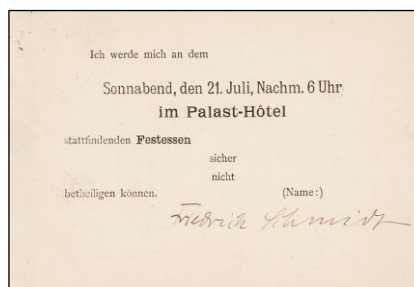 Ich werde mich an dem
Sonnabend, den 21. Juli, Nachm. 6 Uhr
im Palast-Hôtel
stattfindenden Festessen
sicher
nicht
betheiligen können. (Name:)
Friedrich Schmidt